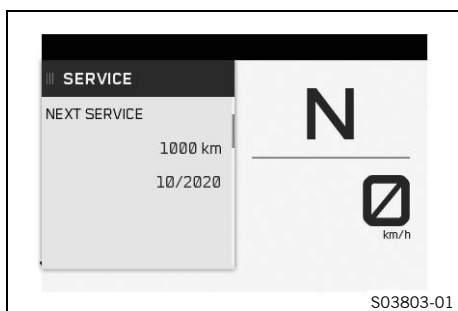 SERVICE
NEXT SERVICE
1000 km
10/2020
N
0
km/h
S03803-01